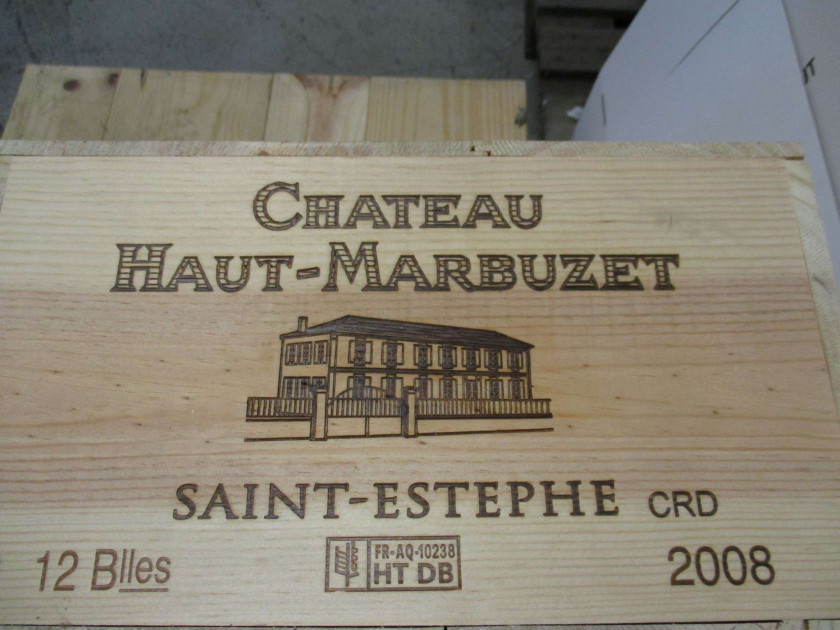 CHATEAU
HAUT-MARBUZET
SAINT-ESTEPHE CRD
12 Blles
FR-AQ-10238
HT DB
2008